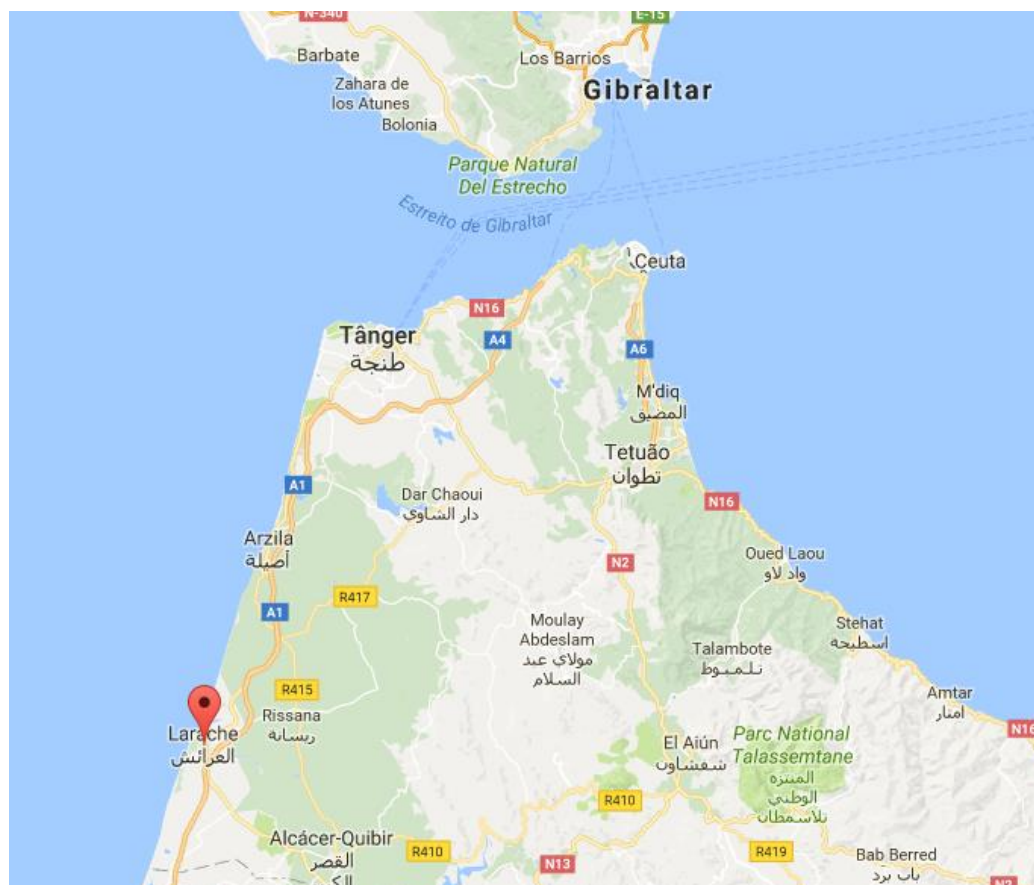 N-340
E-15
Barbate
Los Barrios
Zahara de
los Atunes
Gibraltar
Bolonia
Parque Natural
Del Estrecho
Estreito de Gibraltar
Ceuta
N16
Tânger
طنجة
A4
A6
M'diq
المضيق
Tetuão
تطوان
A1
Dar Chaoui
دار الشاوي
N16
Arzila
أصيلة
Oued Laou
واد لاو
N2
R417
A1
Moulay
Abdeslam
مولاي عبد
السلام
Stehat
اسطيحة
Talambote
تلمبوط
R415
Rissana
ريسانة
Amtar
امتار
Larache
العرائش
N16
El Aiún
شفشاون
Parc National
Talassemtane
المنتزه
الوطني
تلاسمطان
R410
Alcácer-Quibir
القصر
R410
N13
R419
Bab Berred
باب برد
N2